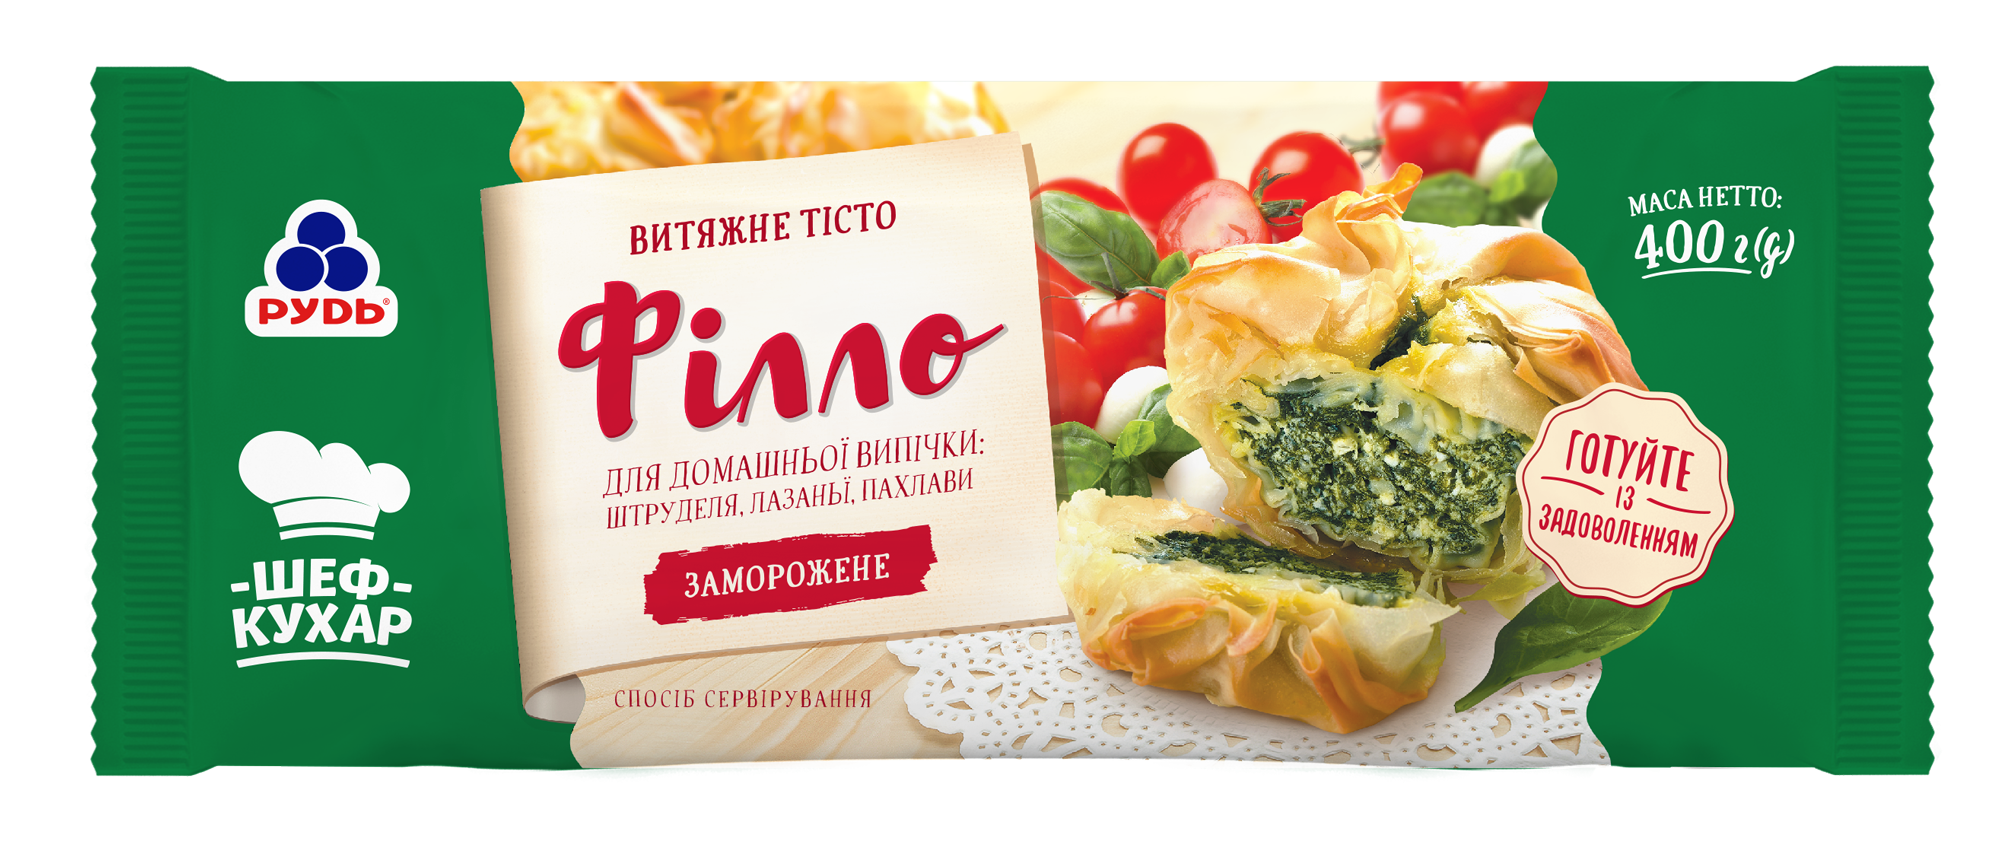 РУДЬ®
-ШЕФ-
КУХАР
ВИТЯЖНЕ ТІСТО
Філло
ДЛЯ ДОМАШНЬОЇ ВИПІЧКИ:
ШТРУДЕЛЯ, ЛАЗАНЬЇ, ПАХЛАВИ
ЗАМОРОЖЕНЕ
СПОСІБ СЕРВІРУВАННЯ
МАСА НЕТТО:
400 г(g)
ГОТУЙТЕ
ІЗ
ЗАДОВОЛЕННЯМ